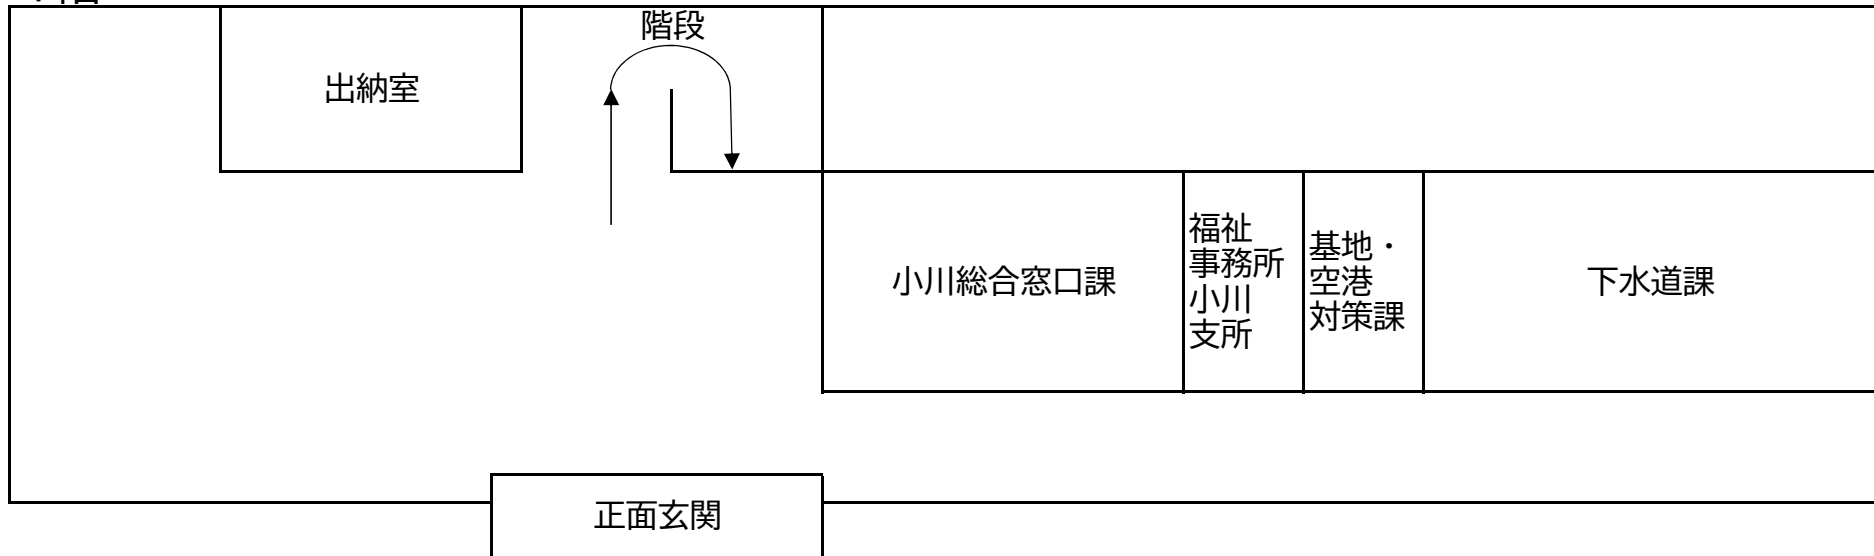 階段
出納室
福祉
事務所
小川
支所
基地・
空港
対策課
小川総合窓口課
下水道課
正面玄関